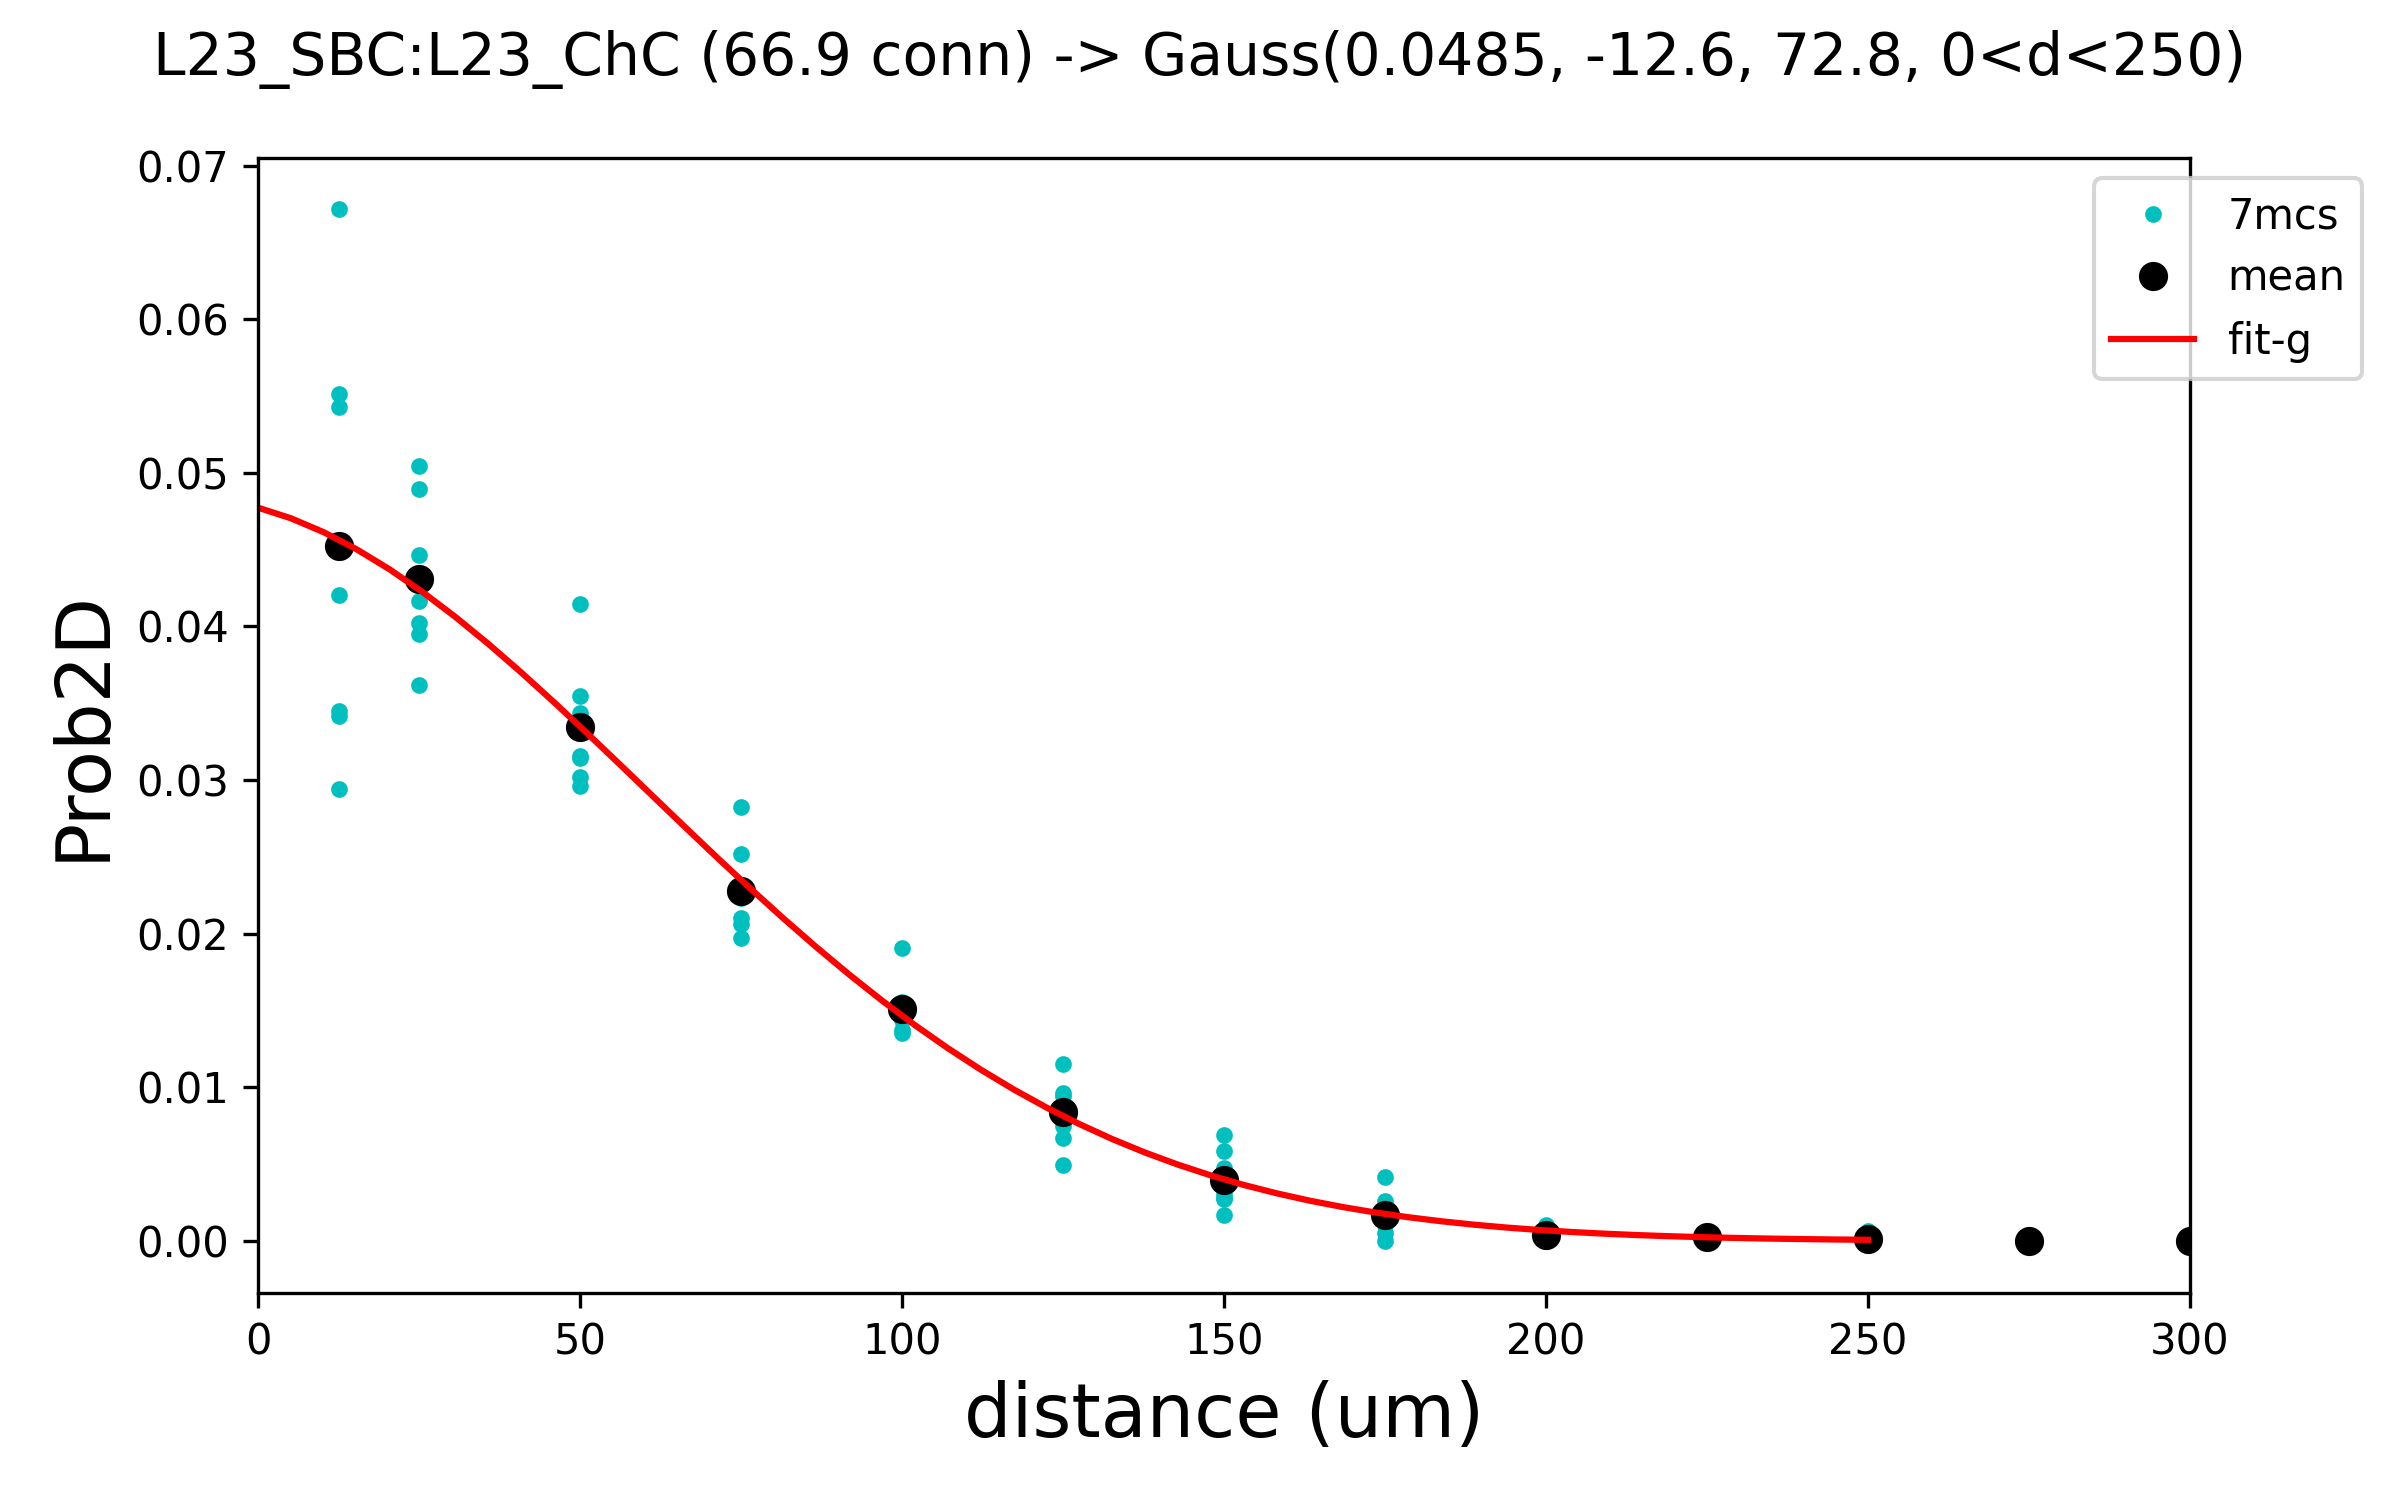 L23_SBC:L23_ChC (66.9 conn) -> Gauss(0.0485, -12.6, 72.8, 0<d<250)
0.07
0.06
0.05
0.04
0.03
0.02
0.01
0.00
Prob2D
7mcs
mean
fit-g
0 50 100 150 200 250 300
distance (um)